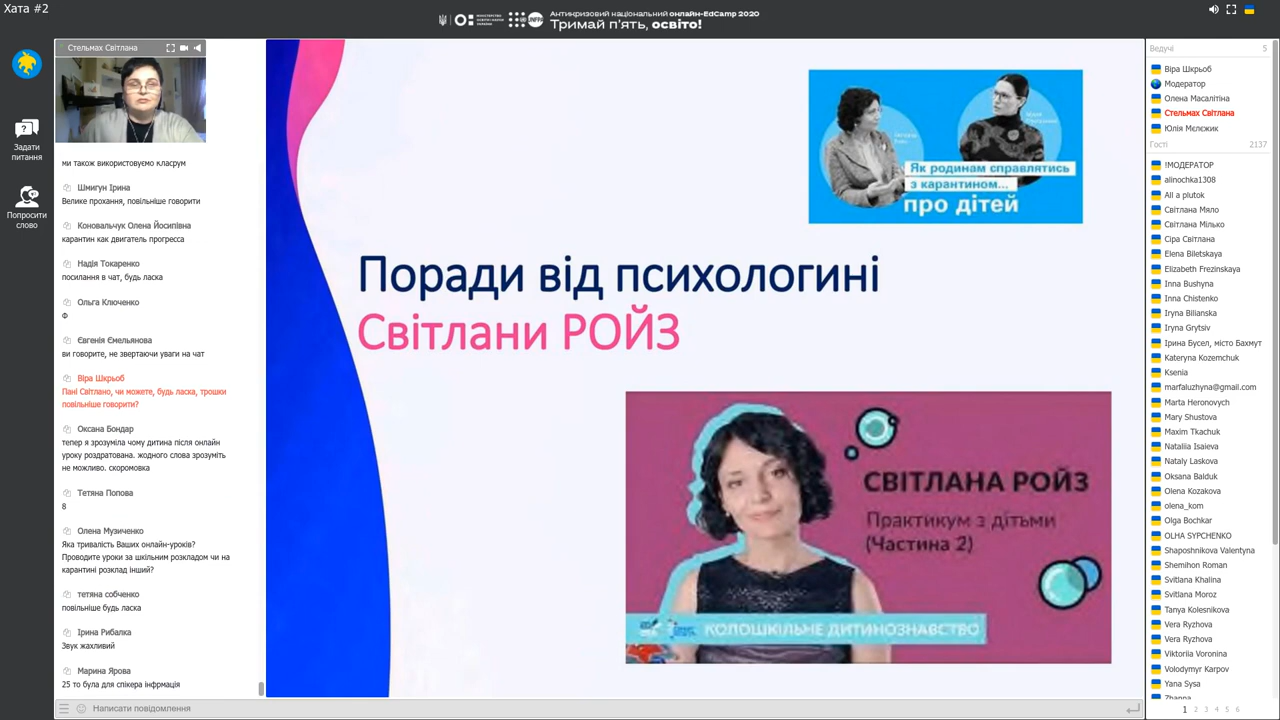 Хата #2
Антикризовий національний онлайн-EdCamp 2020
Тримай п'ять, освіто!
Стельмах Світлана
Задати
питання
Попросити
слово
ми також використовуємо класрум
Шмигун Ірина
Велике прохання, повільніше говорити
Коновальчук Олена Йосипівна
карантин как двигатель прогресса
Надія Токаренко
посилання в чат, будь ласка
Ольга Ключенко
Ф
Євгенія Ємельянова
ви говорите, не звертаючи уваги на чат
Віра Шкрьоб
Пані Світлано, чи можете, будь ласка, трошки
повільніше говорити?
Оксана Бондар
тепер я зрозуміла чому дитина після онлайн
уроку роздратована. жодного слова зрозуміть
не можливо. скоромовка
Тетяна Попова
8
Олена Музиченко
Яка тривалість Ваших онлайн-уроків?
Проводите уроки за шкільним розкладом чи на
карантині розклад інший?
тетяна собченко
повільніше будь ласка
Ірина Рибалка
Звук жахливий
Марина Ярова
25 то була для спікера інфрмація
Написати повідомлення
Як родинам справлятись
з карантином...
про дітей
Поради від психологині
Світлани РОЙЗ
СВІТЛАНА РОЙЗ
Практикум з дітьми
(Частина 2)
КОЛОШКІЛЬНЕ ДИТИНОЗНАВСТВО
Ведучі 5
Віра Шкрьоб
Модератор
Олена Масалітіна
Стельмах Світлана
Юлія Мєлєжик
Гості 2137
!МОДЕРАТОР
alinochka1308
All a plutok
Світлана Мяло
Світлана Мілько
Сіра Світлана
Elena Biletskaya
Elizabeth Frezinskaya
Inna Bushyna
Inna Chistenko
Iryna Bilianska
Iryna Grytsiv
Ірина Бусел, місто Бахмут
Kateryna Kozemchuk
Ksenia
marfaluzhyna@gmail.com
Marta Heronovych
Mary Shustova
Maxim Tkachuk
Nataliia Isaieva
Nataly Laskova
Oksana Balduk
Olena Kozakova
olena_kom
Olga Bochkar
OLHA SYPCHENKO
Shaposhnikova Valentyna
Shemihon Roman
Svitlana Khalina
Svitlana Moroz
Tanya Kolesnikova
Vera Ryzhova
Vera Ryzhova
Viktoriia Voronina
Volodymyr Karpov
Yana Sysa
Zhanna
1 2 3 4 5 6